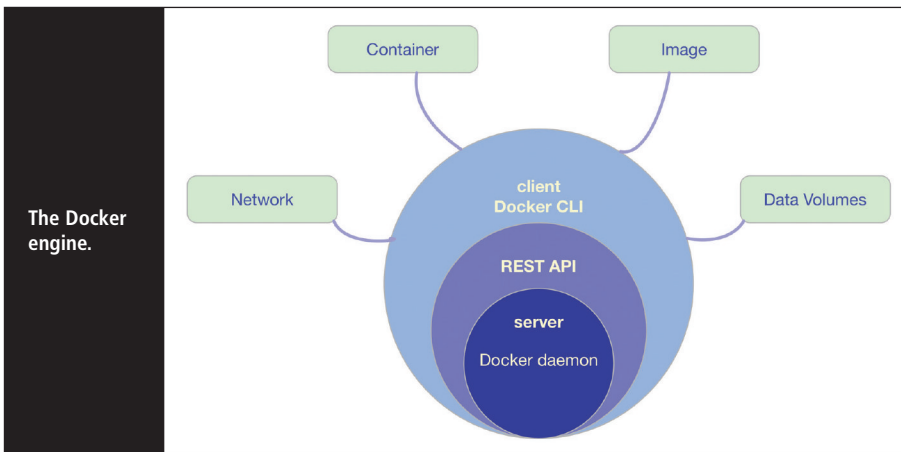 The Docker
engine.
Container
Image
Network
Data Volumes
client
Docker CLI
REST API
server
Docker daemon